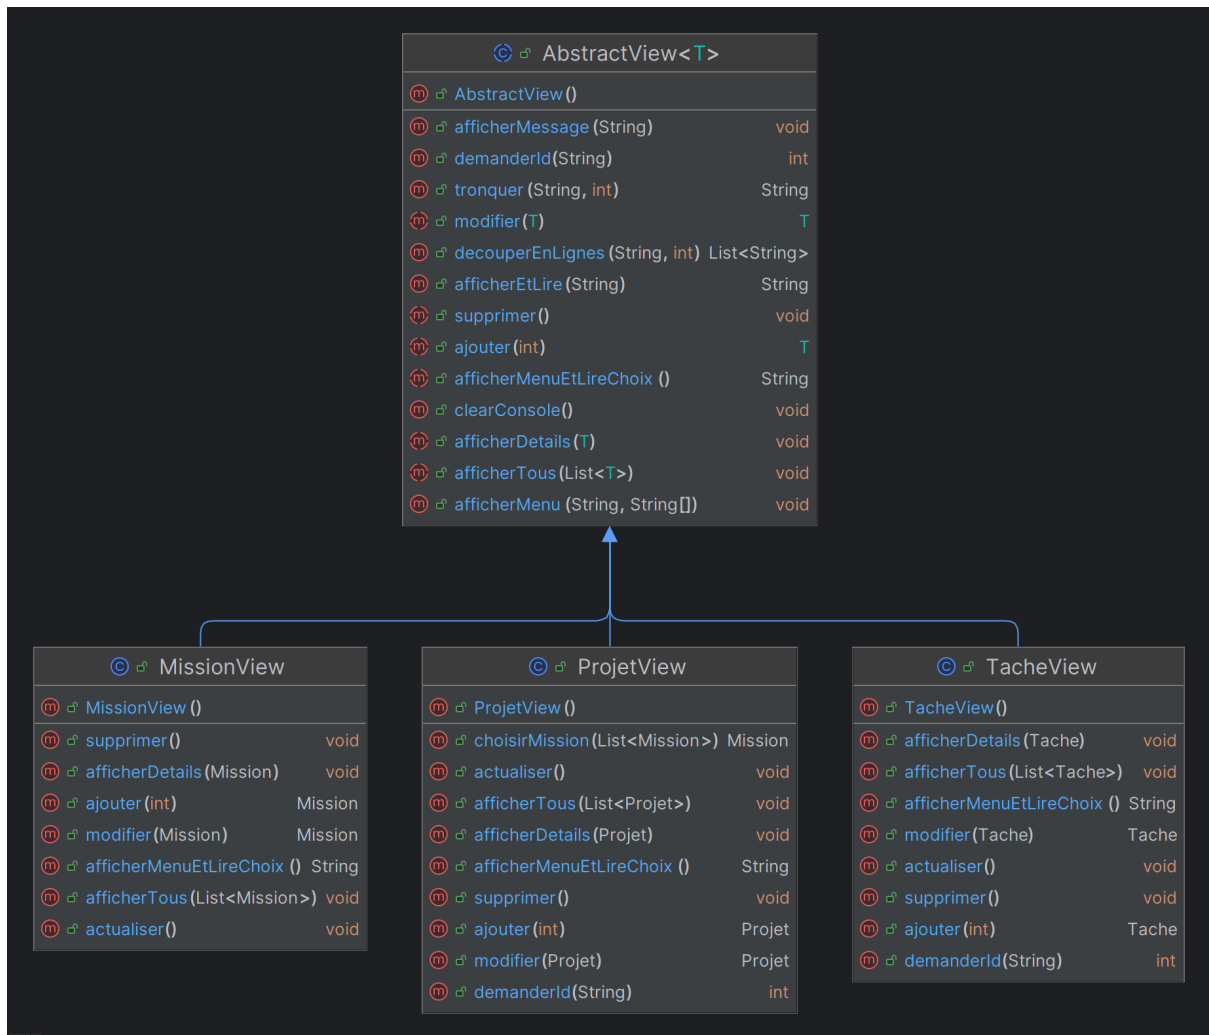 AbstractView<T>
AbstractView()
afficherMessage(String) void
demanderId(String) int
tronquer(String, int) String
modifier(T) T
decouperEnLignes(String, int) List<String>
afficherEtLire(String) String
supprimer() void
ajouter(int) T
afficherMenuEtLireChoix() String
clearConsole() void
afficherDetails(T) void
afficherTous(List<T>) void
afficherMenu(String, String[]) void
MissionView
MissionView()
supprimer() void
afficherDetails(Mission) void
ajouter(int) Mission
modifier(Mission) Mission
afficherMenuEtLireChoix() String
afficherTous(List<Mission>) void
actualiser() void
ProjetView
ProjetView()
choisirMission(List<Mission>) Mission
actualiser() void
afficherTous(List<Projet>) void
afficherDetails(Projet) void
afficherMenuEtLireChoix() String
supprimer() void
ajouter(int) Projet
modifier(Projet) Projet
demanderId(String) int
TacheView
TacheView()
afficherDetails(Tache) void
afficherTous(List<Tache>) void
afficherMenuEtLireChoix() String
modifier(Tache) Tache
actualiser() void
supprimer() void
ajouter(int) Tache
demanderId(String) int